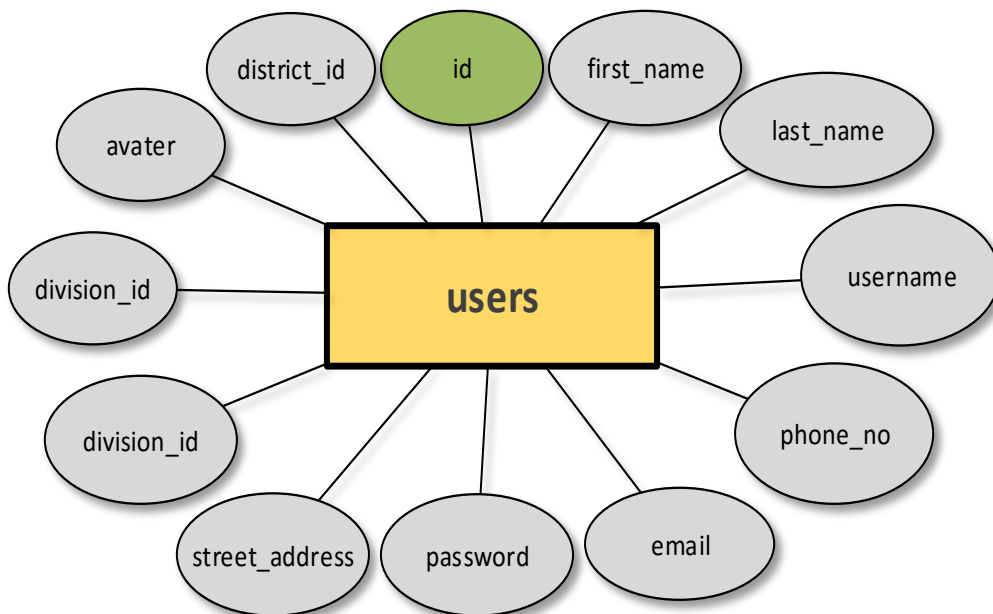 district_id
id
first_name
last_name
avater
users
username
division_id
division_id
phone_no
street_address
password
email